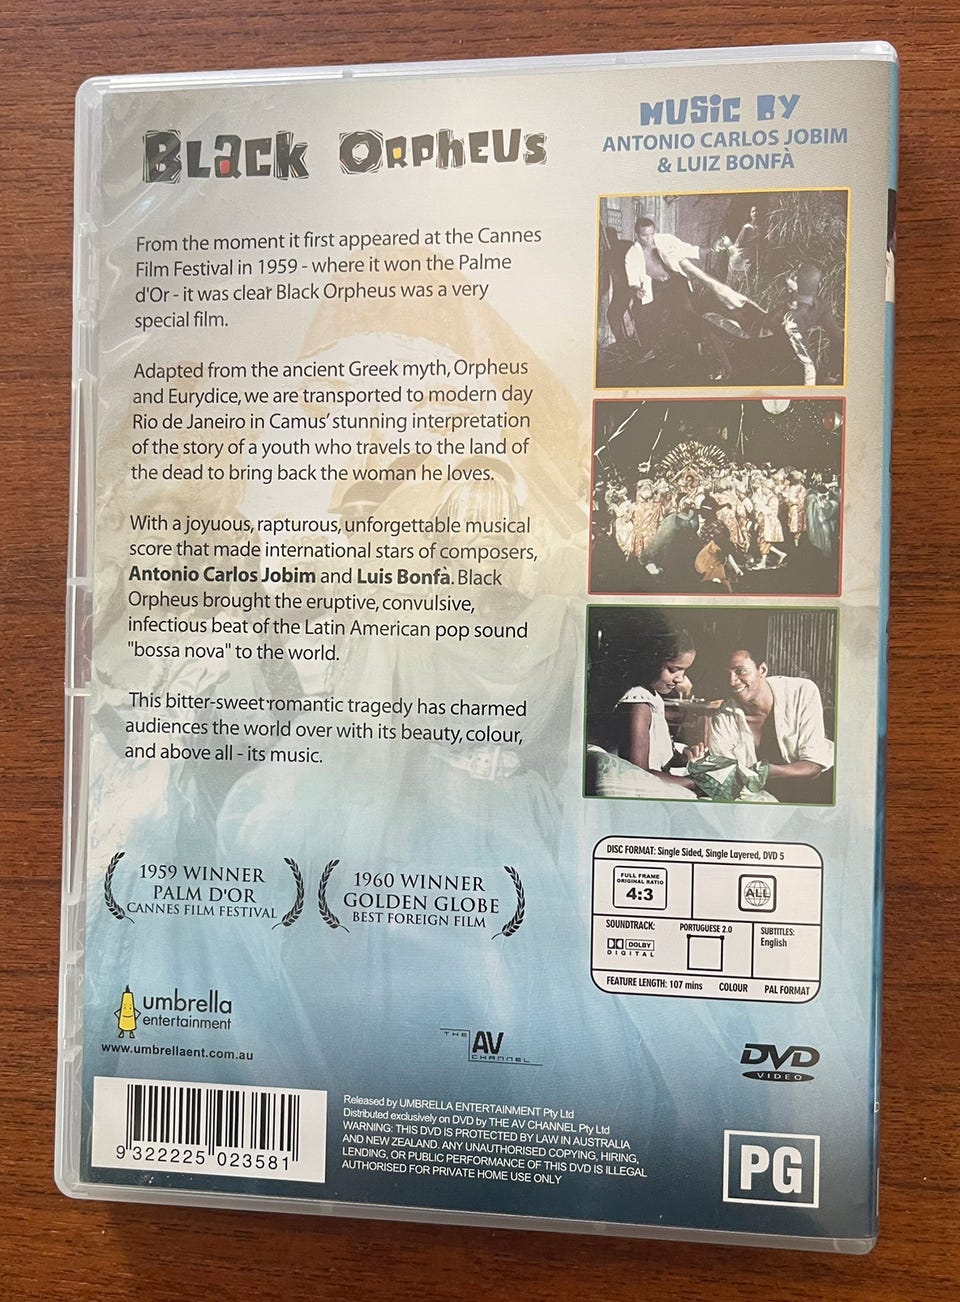 Black Orpheus
MUSIC BY
ANTONIO CARLOS JOBIM
& LUIZ BONFÀ
From the moment it first appeared at the Cannes
Film Festival in 1959 - where it won the Palme
d'Or - it was clear Black Orpheus was a very
special film.
Adapted from the ancient Greek myth, Orpheus
and Eurydice, we are transported to modern day
Rio de Janeiro in Camus' stunning interpretation
of the story of a youth who travels to the land of
the dead to bring back the woman he loves.
With a joyuous, rapturous, unforgettable musical
score that made international stars of composers,
Antonio Carlos Jobim and Luis Bonfà. Black
Orpheus brought the eruptive, convulsive,
infectious beat of the Latin American pop sound
"bossa nova" to the world.
This bitter-sweet romantic tragedy has charmed
audiences the world over with its beauty, colour,
and above all - its music.
1959 WINNER
PALM D'OR
CANNES FILM FESTIVAL
1960 WINNER
GOLDEN GLOBE
BEST FOREIGN FILM
DISC FORMAT: Single Sided, Single Layered, DVD 5
FULL FRAME
ORIGINAL RATIO
4:3
ALL
SOUNDTRACK:
DOLBY
DIGITAL
PORTUGUESE 2.0
SUBTITLES:
English
FEATURE LENGTH: 107 mins COLOUR PAL FORMAT
umbrella
entertainment
www.umbrellaent.com.au
THE
AV
CHANNEL
DVD
VIDEO
9 322225 023581
Released by UMBRELLA ENTERTAINMENT Pty Ltd
Distributed exclusively on DVD by THE AV CHANNEL Pty Ltd
WARNING: THIS DVD IS PROTECTED BY LAW IN AUSTRALIA
AND NEW ZEALAND, ANY UNAUTHORISED COPYING, HIRING,
LENDING, OR PUBLIC PERFORMANCE OF THIS DVD IS ILLEGAL
AUTHORISED FOR PRIVATE HOME USE ONLY
PG